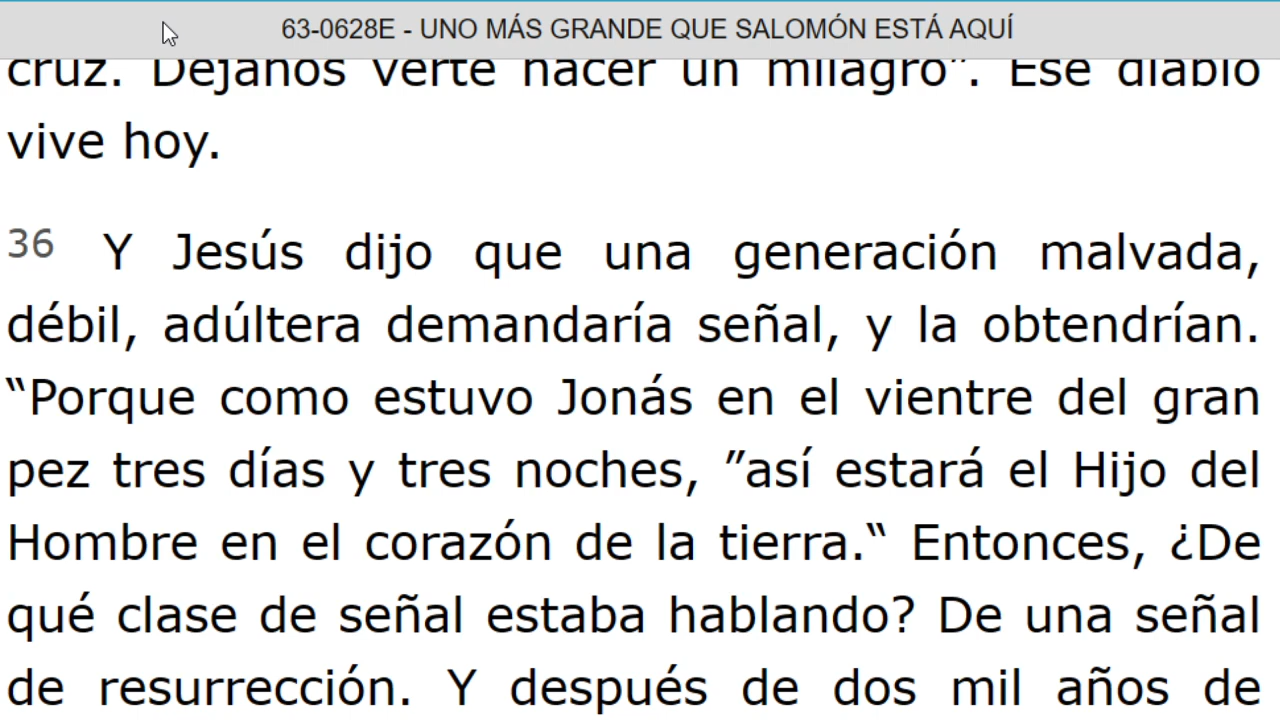 63-0628E - UNO MÁS GRANDE QUE SALOMÓN ESTÁ AQUÍ
cruz. Déjanos verte hacer un milagro”. Ese diablo
vive hoy.
36 Y Jesús dijo que una generación malvada,
débil, adúltera demandaría señal, y la obtendrían.
“Porque como estuvo Jonás en el vientre del gran
pez tres días y tres noches, ”así estará el Hijo del
Hombre en el corazón de la tierra.“ Entonces, ¿De
qué clase de señal estaba hablando? De una señal
de resurrección. Y después de dos mil años de